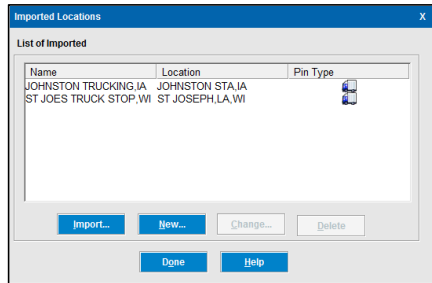 Imported Locations X
List of Imported
Name Location Pin Type
JOHNSTON TRUCKING,IA JOHNSTON STA,IA
ST JOES TRUCK STOP,WI ST JOSEPH,LA,WI
Import... New... Change... Delete
Done Help